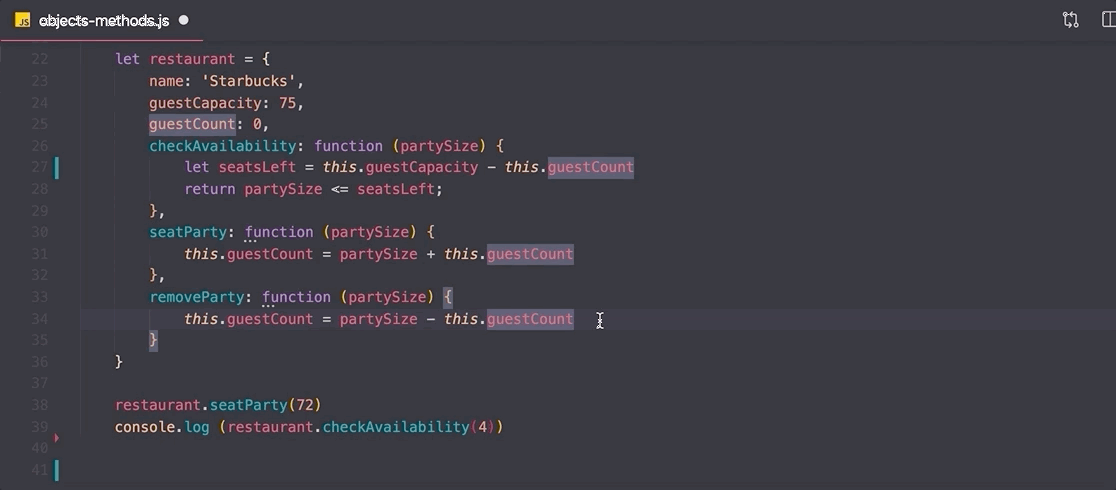 JS objects-methods.js
22 let restaurant = {
23 name: 'Starbucks',
24 guestCapacity: 75,
25 guestCount: 0,
26 checkAvailability: function (partySize) {
27 let seatsLeft = this.guestCapacity - this.guestCount
28 return partySize <= seatsLeft;
29 },
30 seatParty: function (partySize) {
31 this.guestCount = partySize + this.guestCount
32 },
33 removeParty: function (partySize) {
34 this.guestCount = partySize - this.guestCount
35 }
36 }
37
38 restaurant.seatParty(72)
39 console.log (restaurant.checkAvailability(4))
40
41